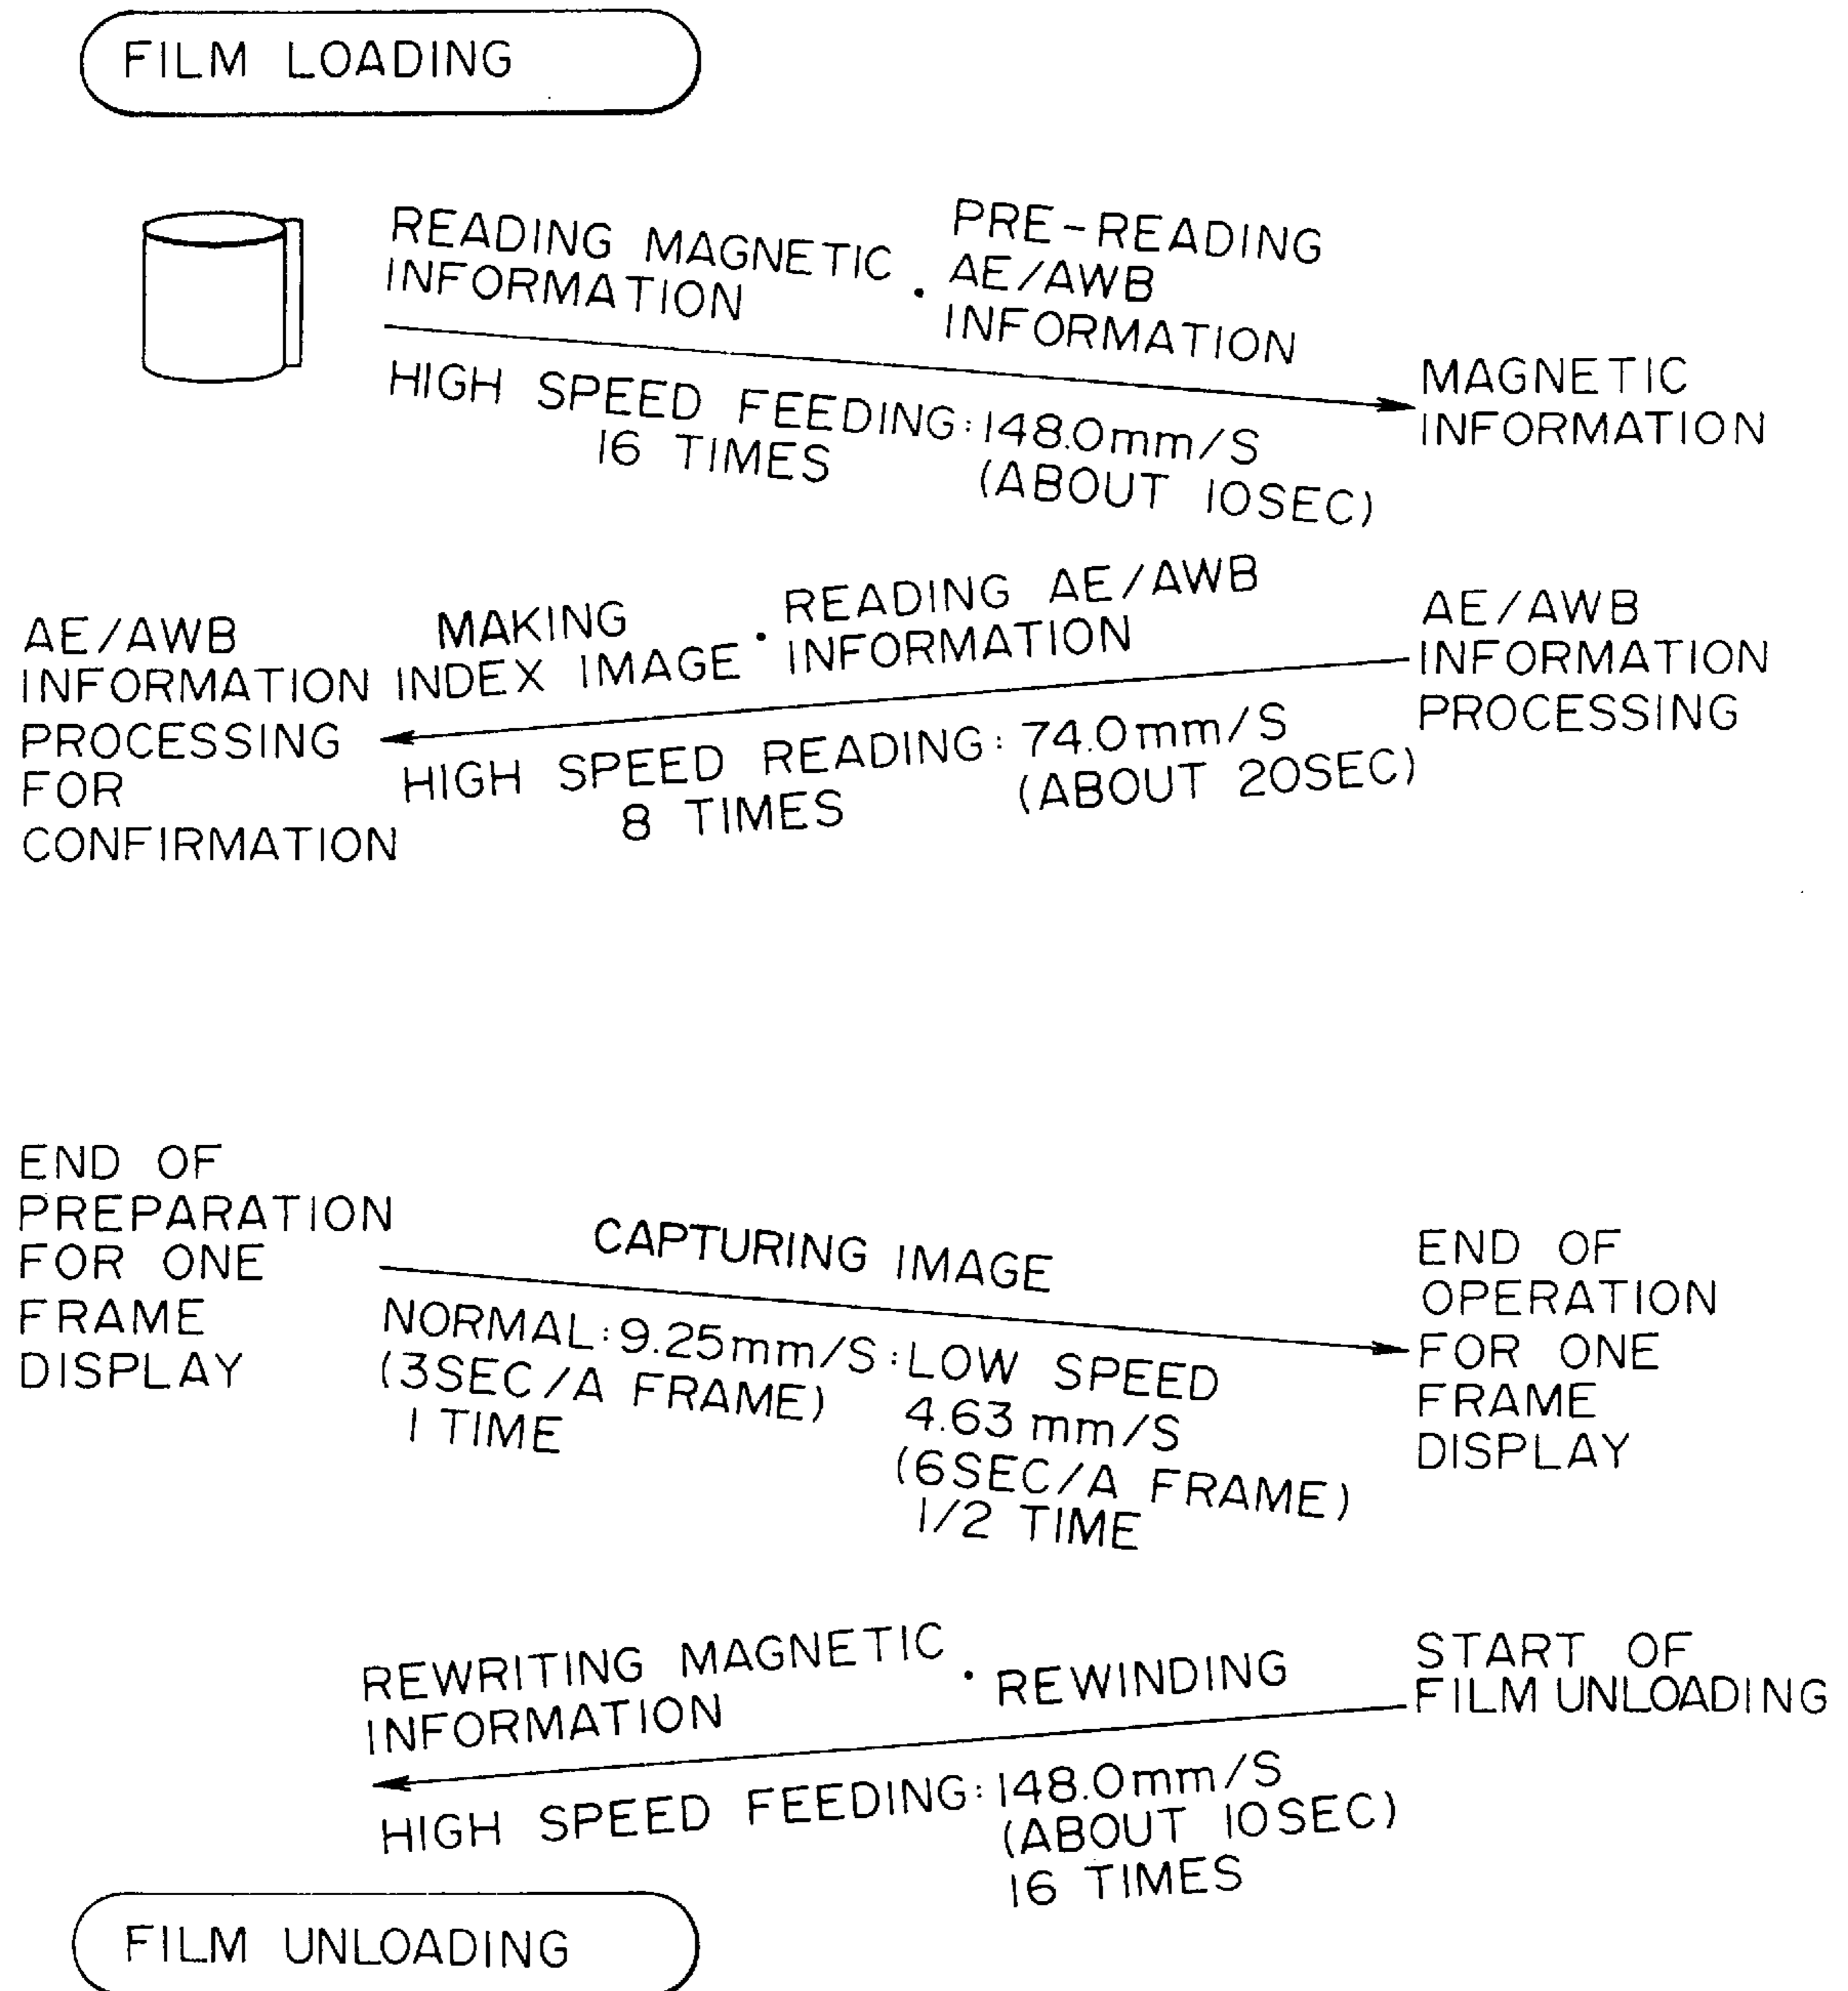 FILM LOADING
READING MAGNETIC
INFORMATION
·
PRE-READING
AE/AWB
INFORMATION
HIGH SPEED FEEDING:148.0mm/S
16 TIMES
(ABOUT 10SEC)
MAGNETIC
INFORMATION
AE/AWB
INFORMATION
PROCESSING
FOR
CONFIRMATION
MAKING
INDEX IMAGE
·
READING AE/AWB
INFORMATION
HIGH SPEED READING: 74.0mm/S
8 TIMES
(ABOUT 20SEC)
AE/AWB
INFORMATION
PROCESSING
END OF
PREPARATION
FOR ONE
FRAME
DISPLAY
CAPTURING IMAGE
NORMAL:9.25mm/S:LOW SPEED
(3SEC/A FRAME)
1 TIME
4.63mm/S
(6SEC/A FRAME)
1/2 TIME
END OF
OPERATION
FOR ONE
FRAME
DISPLAY
REWRITING MAGNETIC
INFORMATION
· REWINDING
START OF
FILM UNLOADING
HIGH SPEED FEEDING:148.0mm/S
(ABOUT 10SEC)
16 TIMES
FILM UNLOADING